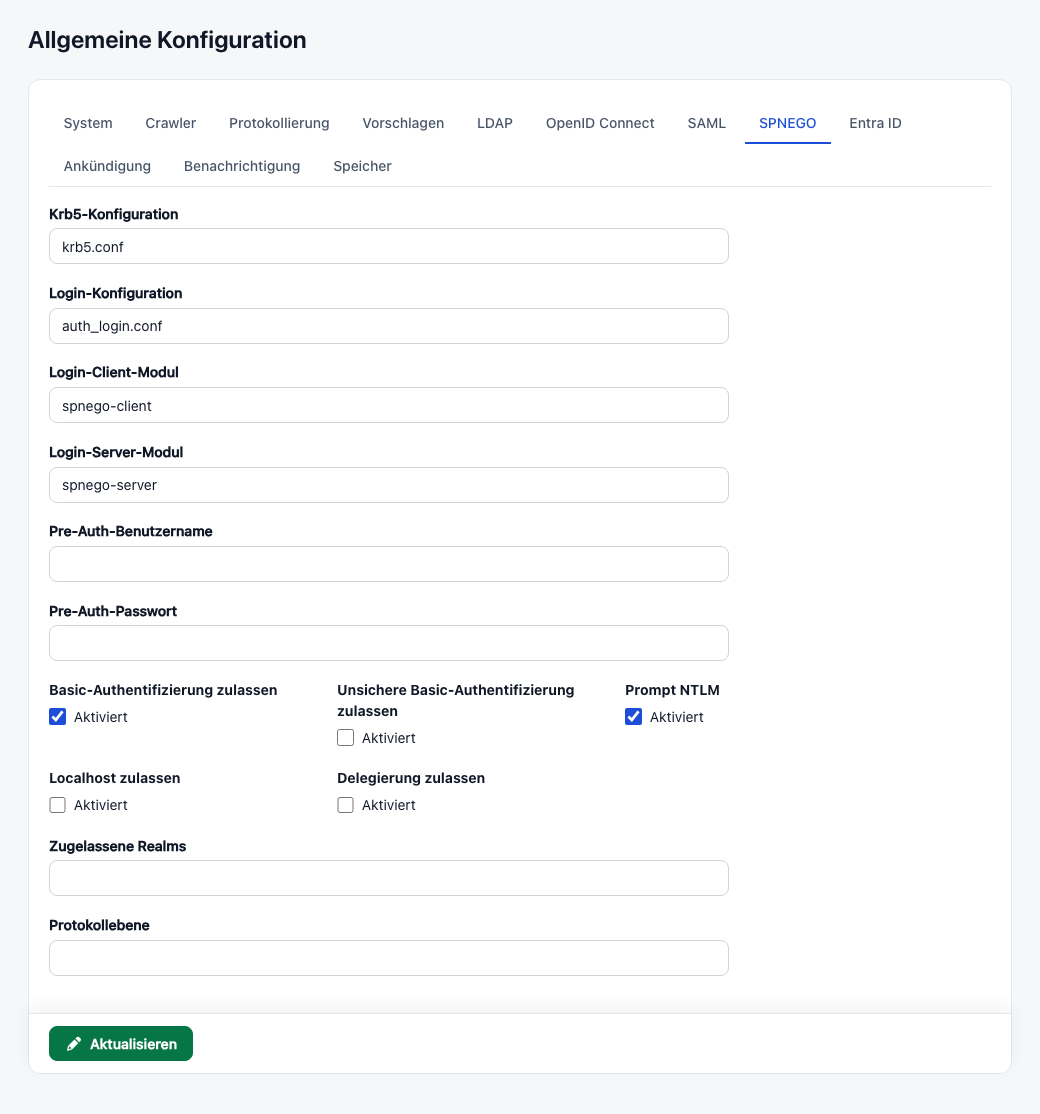 Allgemeine Konfiguration
System Crawler Protokollierung Vorschlagen LDAP OpenID Connect SAML SPNEGO Entra ID
Ankündigung Benachrichtigung Speicher
Krb5-Konfiguration
krb5.conf
Login-Konfiguration
auth_login.conf
Login-Client-Modul
spnego-client
Login-Server-Modul
spnego-server
Pre-Auth-Benutzername
Pre-Auth-Passwort
Basic-Authentifizierung zulassen
Aktiviert
Unsichere Basic-Authentifizierung
zulassen
Aktiviert
Prompt NTLM
Aktiviert
Localhost zulassen
Aktiviert
Delegierung zulassen
Aktiviert
Zugelassene Realms
Protokollebene
Aktualisieren